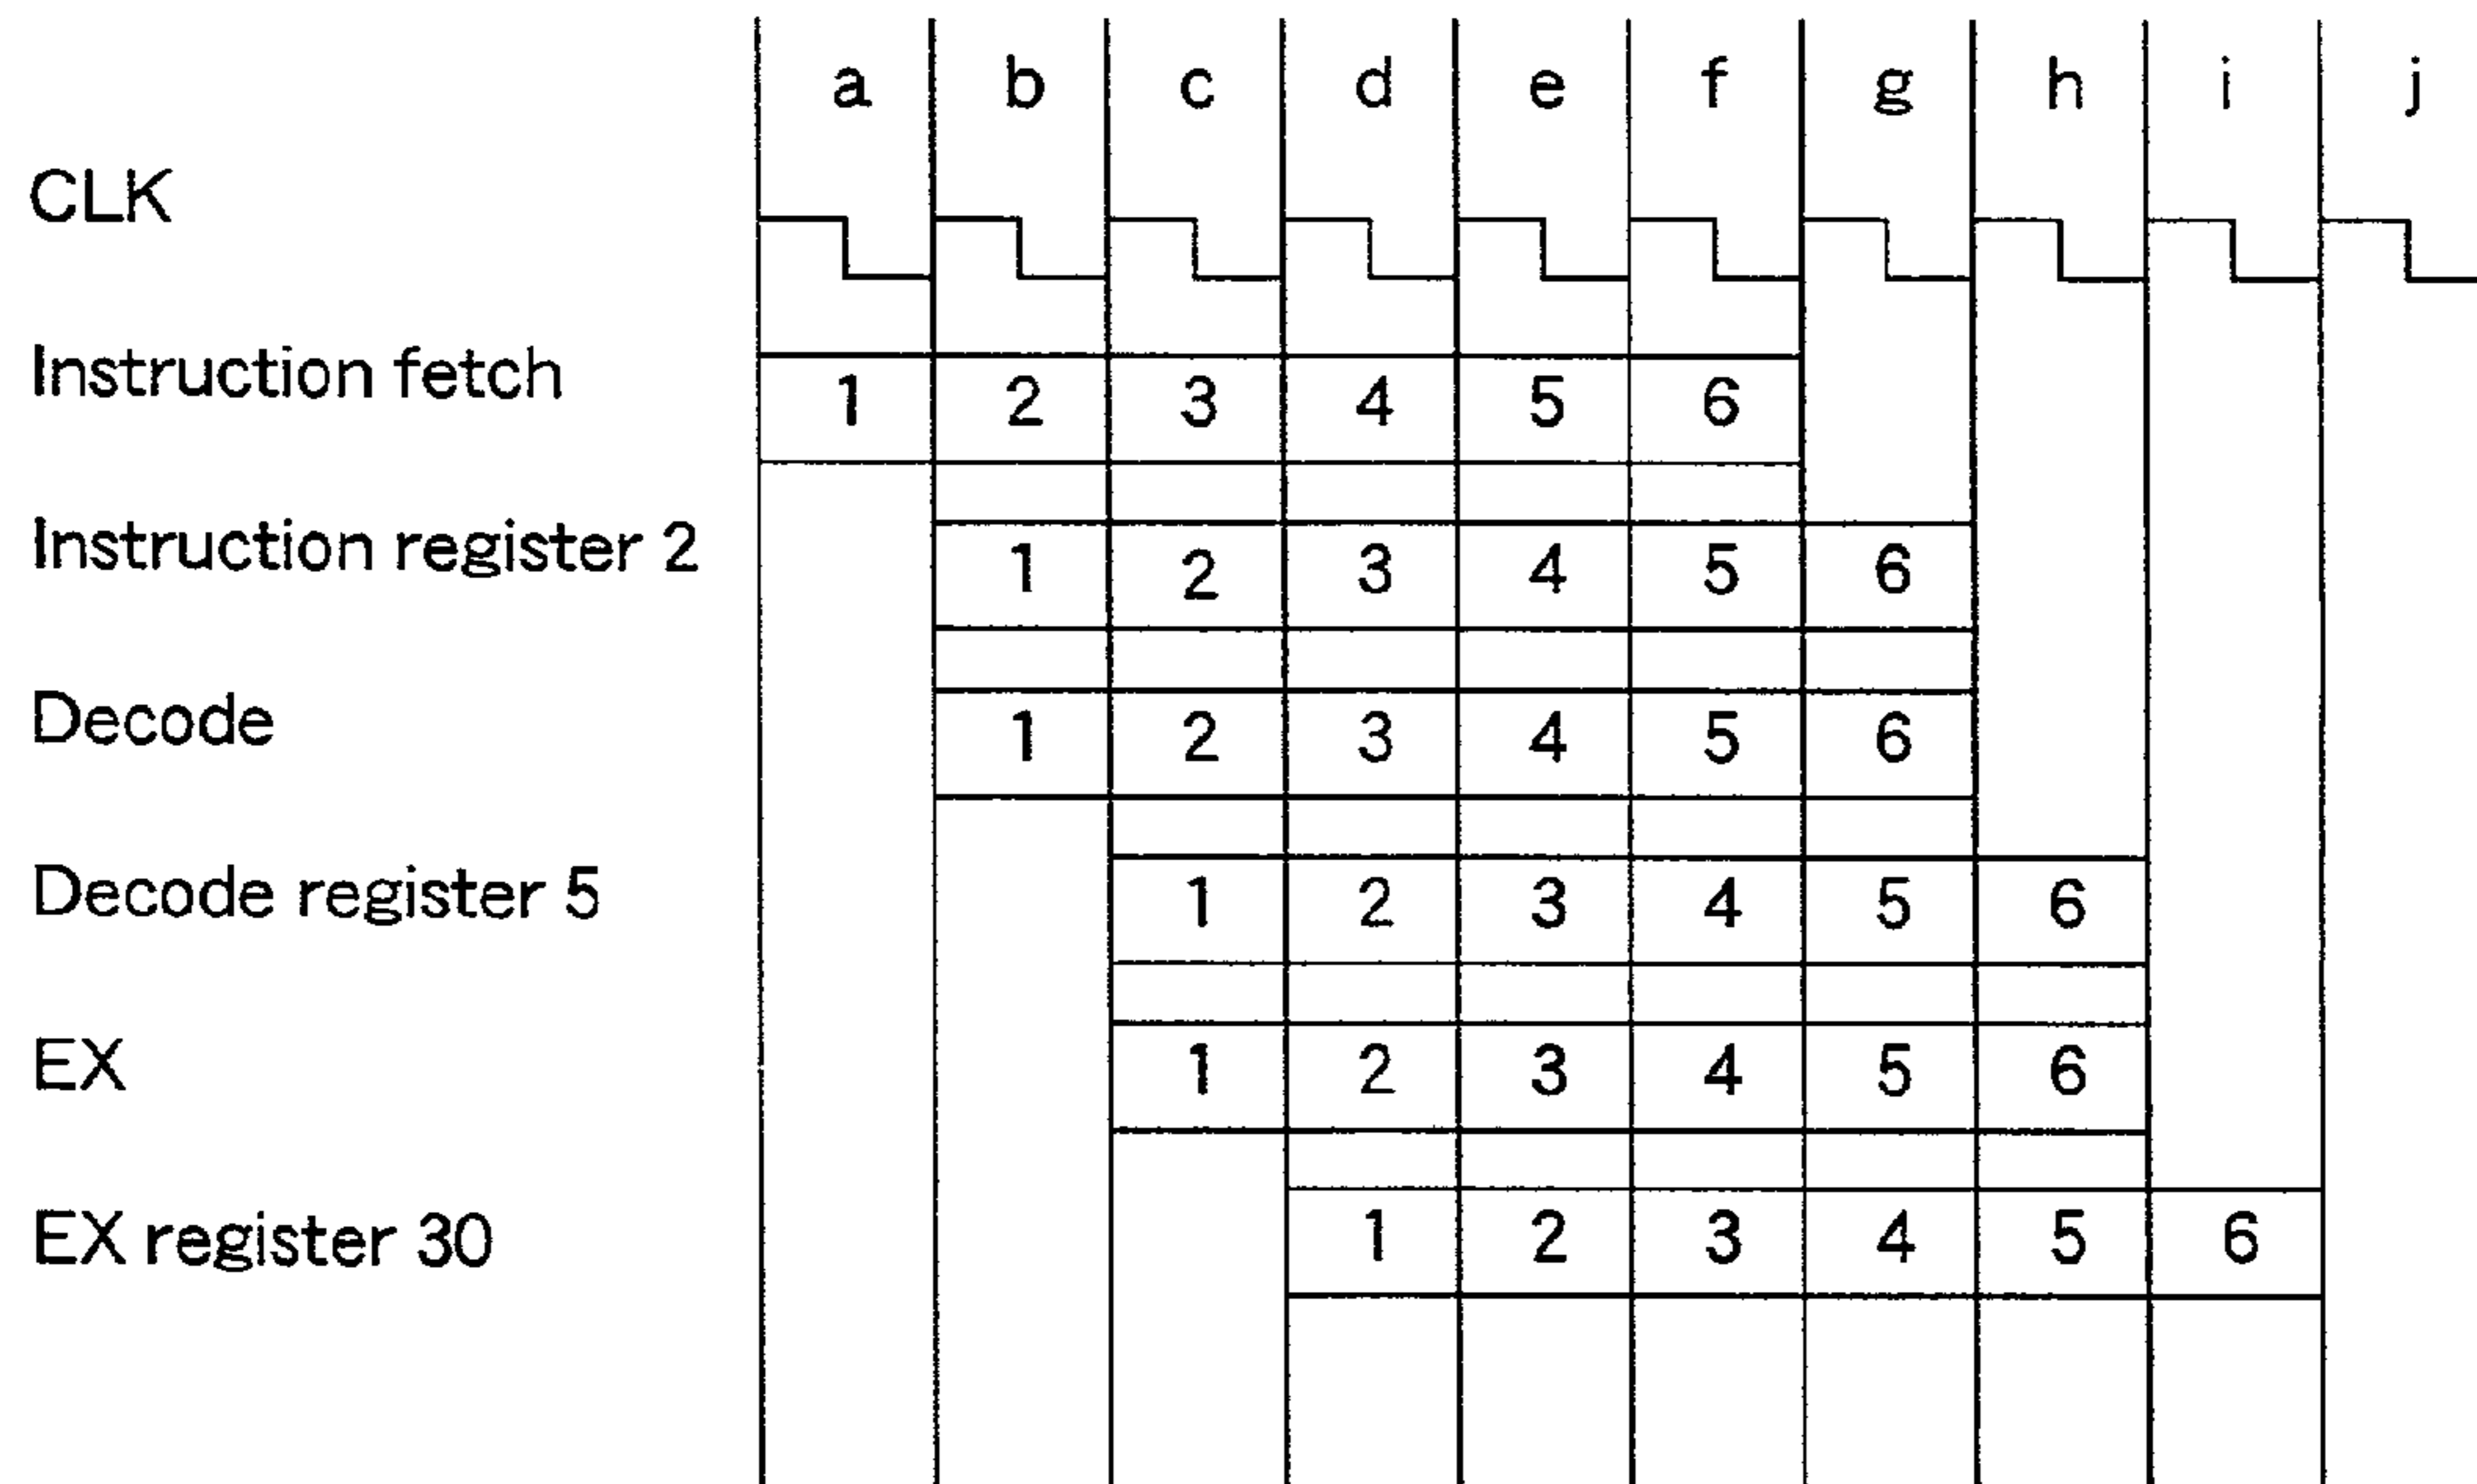 a b c d e f g h i j
CLK
Instruction fetch 1 2 3 4 5 6
Instruction register 2 1 2 3 4 5 6
Decode 1 2 3 4 5 6
Decode register 5 1 2 3 4 5 6
EX 1 2 3 4 5 6
EX register 30 1 2 3 4 5 6